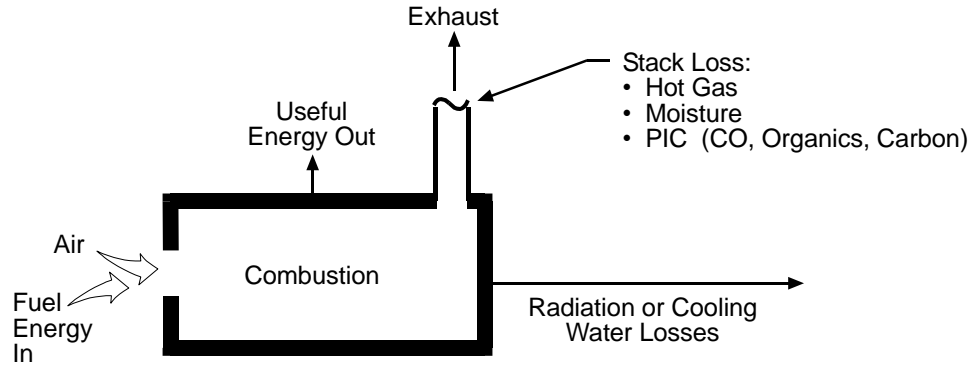 Exhaust
Stack Loss:
• Hot Gas
• Moisture
• PIC (CO, Organics, Carbon)
Useful
Energy Out
Air
Combustion
Fuel
Energy
In
Radiation or Cooling
Water Losses